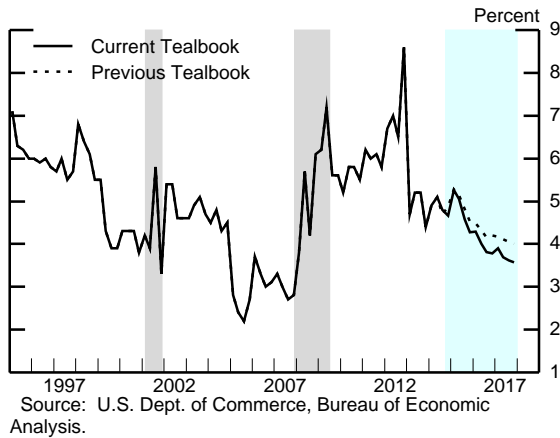 Percent
Current Tealbook
Previous Tealbook
9
8
7
6
5
4
3
2
1
1997 2002 2007 2012 2017
Source: U.S. Dept. of Commerce, Bureau of Economic
Analysis.